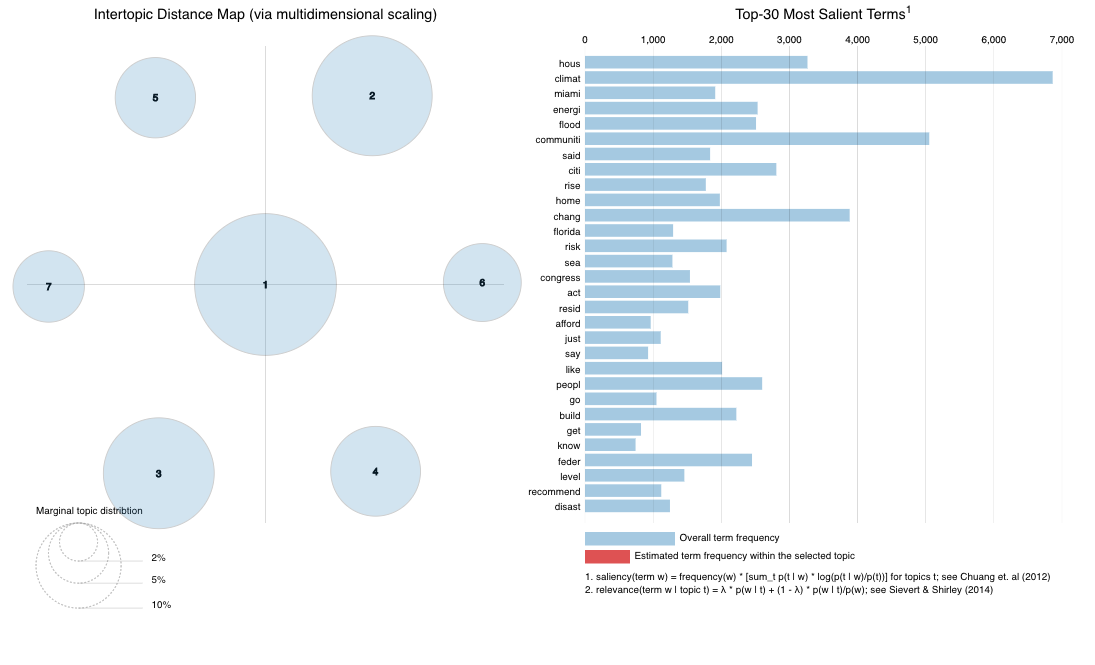 Intertopic Distance Map (via multidimensional scaling)
5
2
1
7
6
3
4
Marginal topic distribtion
2%
5%
10%
Top-30 Most Salient Terms1
0 1,000 2,000 3,000 4,000 5,000 6,000 7,000
hous
climat
miami
energi
flood
communiti
said
citi
rise
home
chang
florida
risk
sea
congress
act
resid
afford
just
say
like
peopl
go
build
get
know
feder
level
recommend
disast
Overall term frequency
Estimated term frequency within the selected topic
1. saliency(term w) = frequency(w) * [sum_t p(t | w) * log(p(t | w)/p(t))] for topics t; see Chuang et. al (2012)
2. relevance(term w | topic t) = λ * p(w | t) + (1 - λ) * p(w | t)/p(w); see Sievert & Shirley (2014)